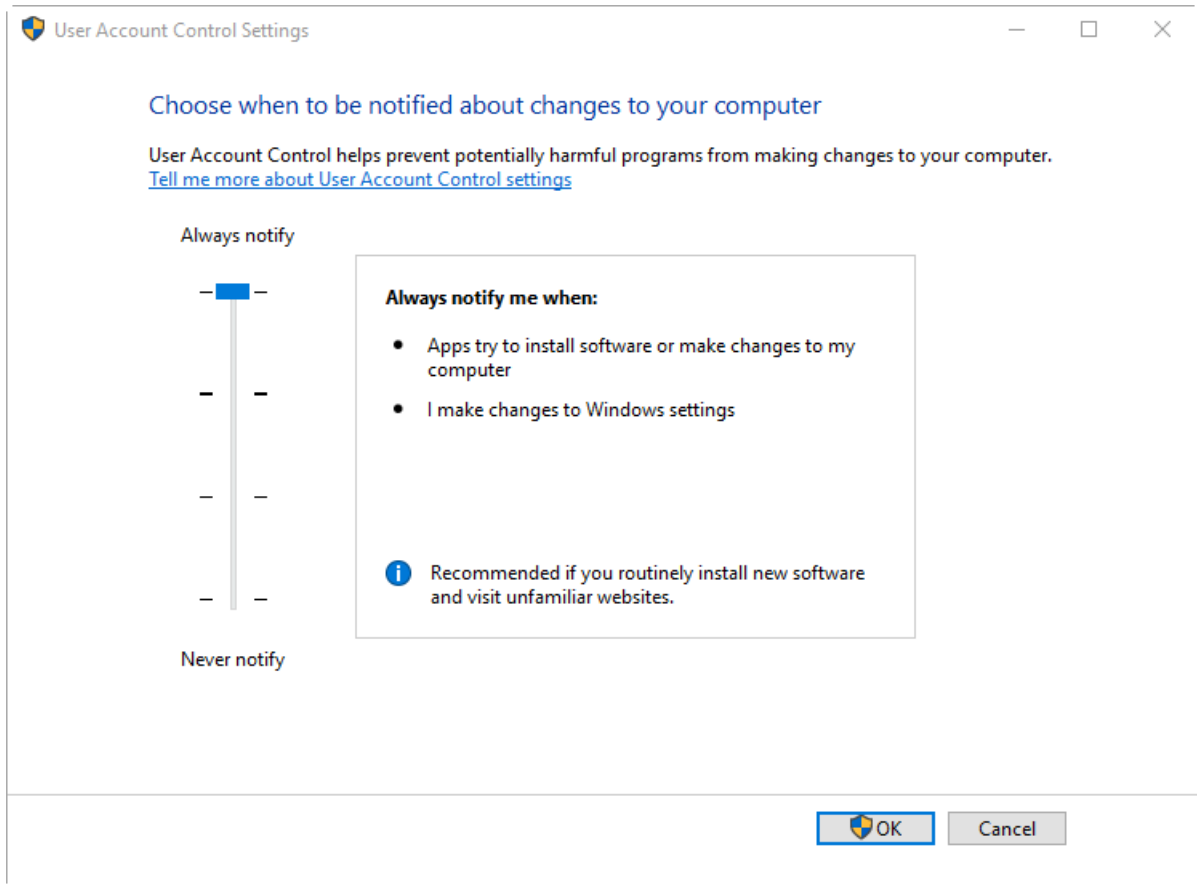 User Account Control Settings
Choose when to be notified about changes to your computer
User Account Control helps prevent potentially harmful programs from making changes to your computer.
Tell me more about User Account Control settings
Always notify
Always notify me when:
• Apps try to install software or make changes to my
computer
• I make changes to Windows settings
Recommended if you routinely install new software
and visit unfamiliar websites.
Never notify
OK
Cancel